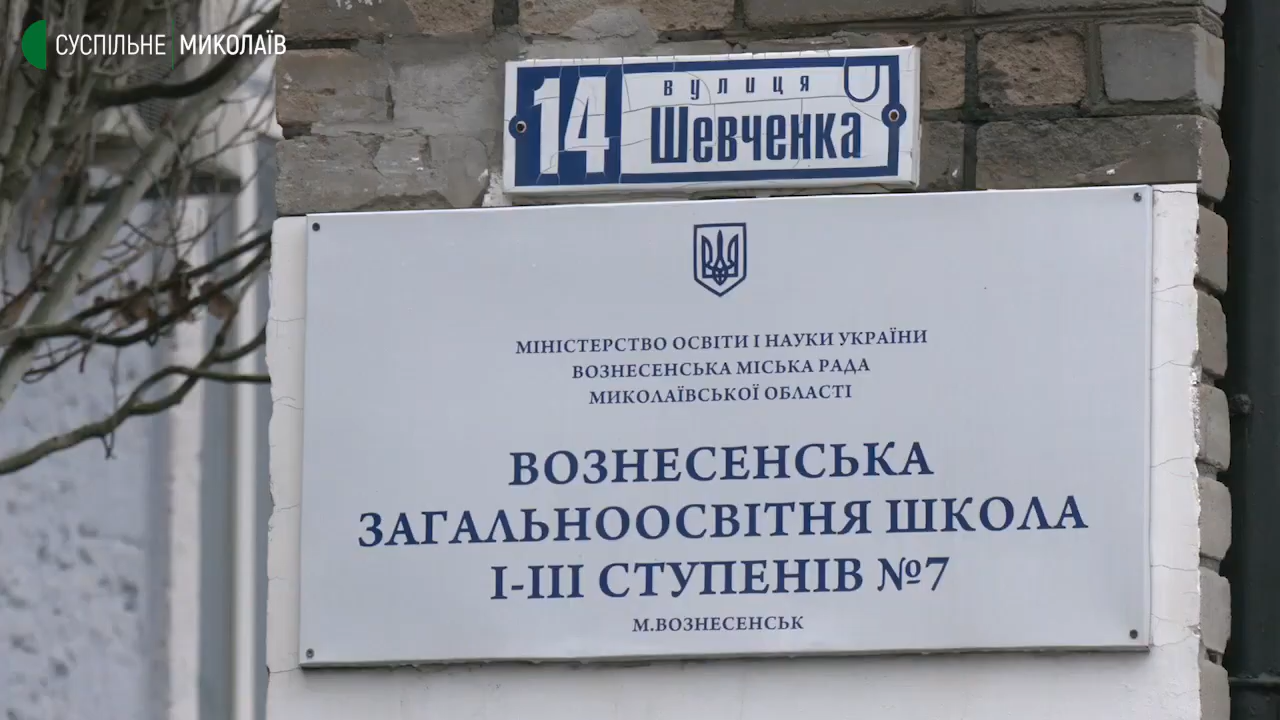 СУСПІЛЬНЕ МИКОЛАЇВ
14
вулиця
Шевченка
МІНІСТЕРСТВО ОСВІТИ І НАУКИ УКРАЇНИ
ВОЗНЕСЕНСЬКА МІСЬКА РАДА
МИКОЛАЇВСЬКОЇ ОБЛАСТІ
ВОЗНЕСЕНСЬКА
ЗАГАЛЬНООСВІТНЯ ШКОЛА
І-ІІІ СТУПЕНІВ №7
М.ВОЗНЕСЕНСЬК